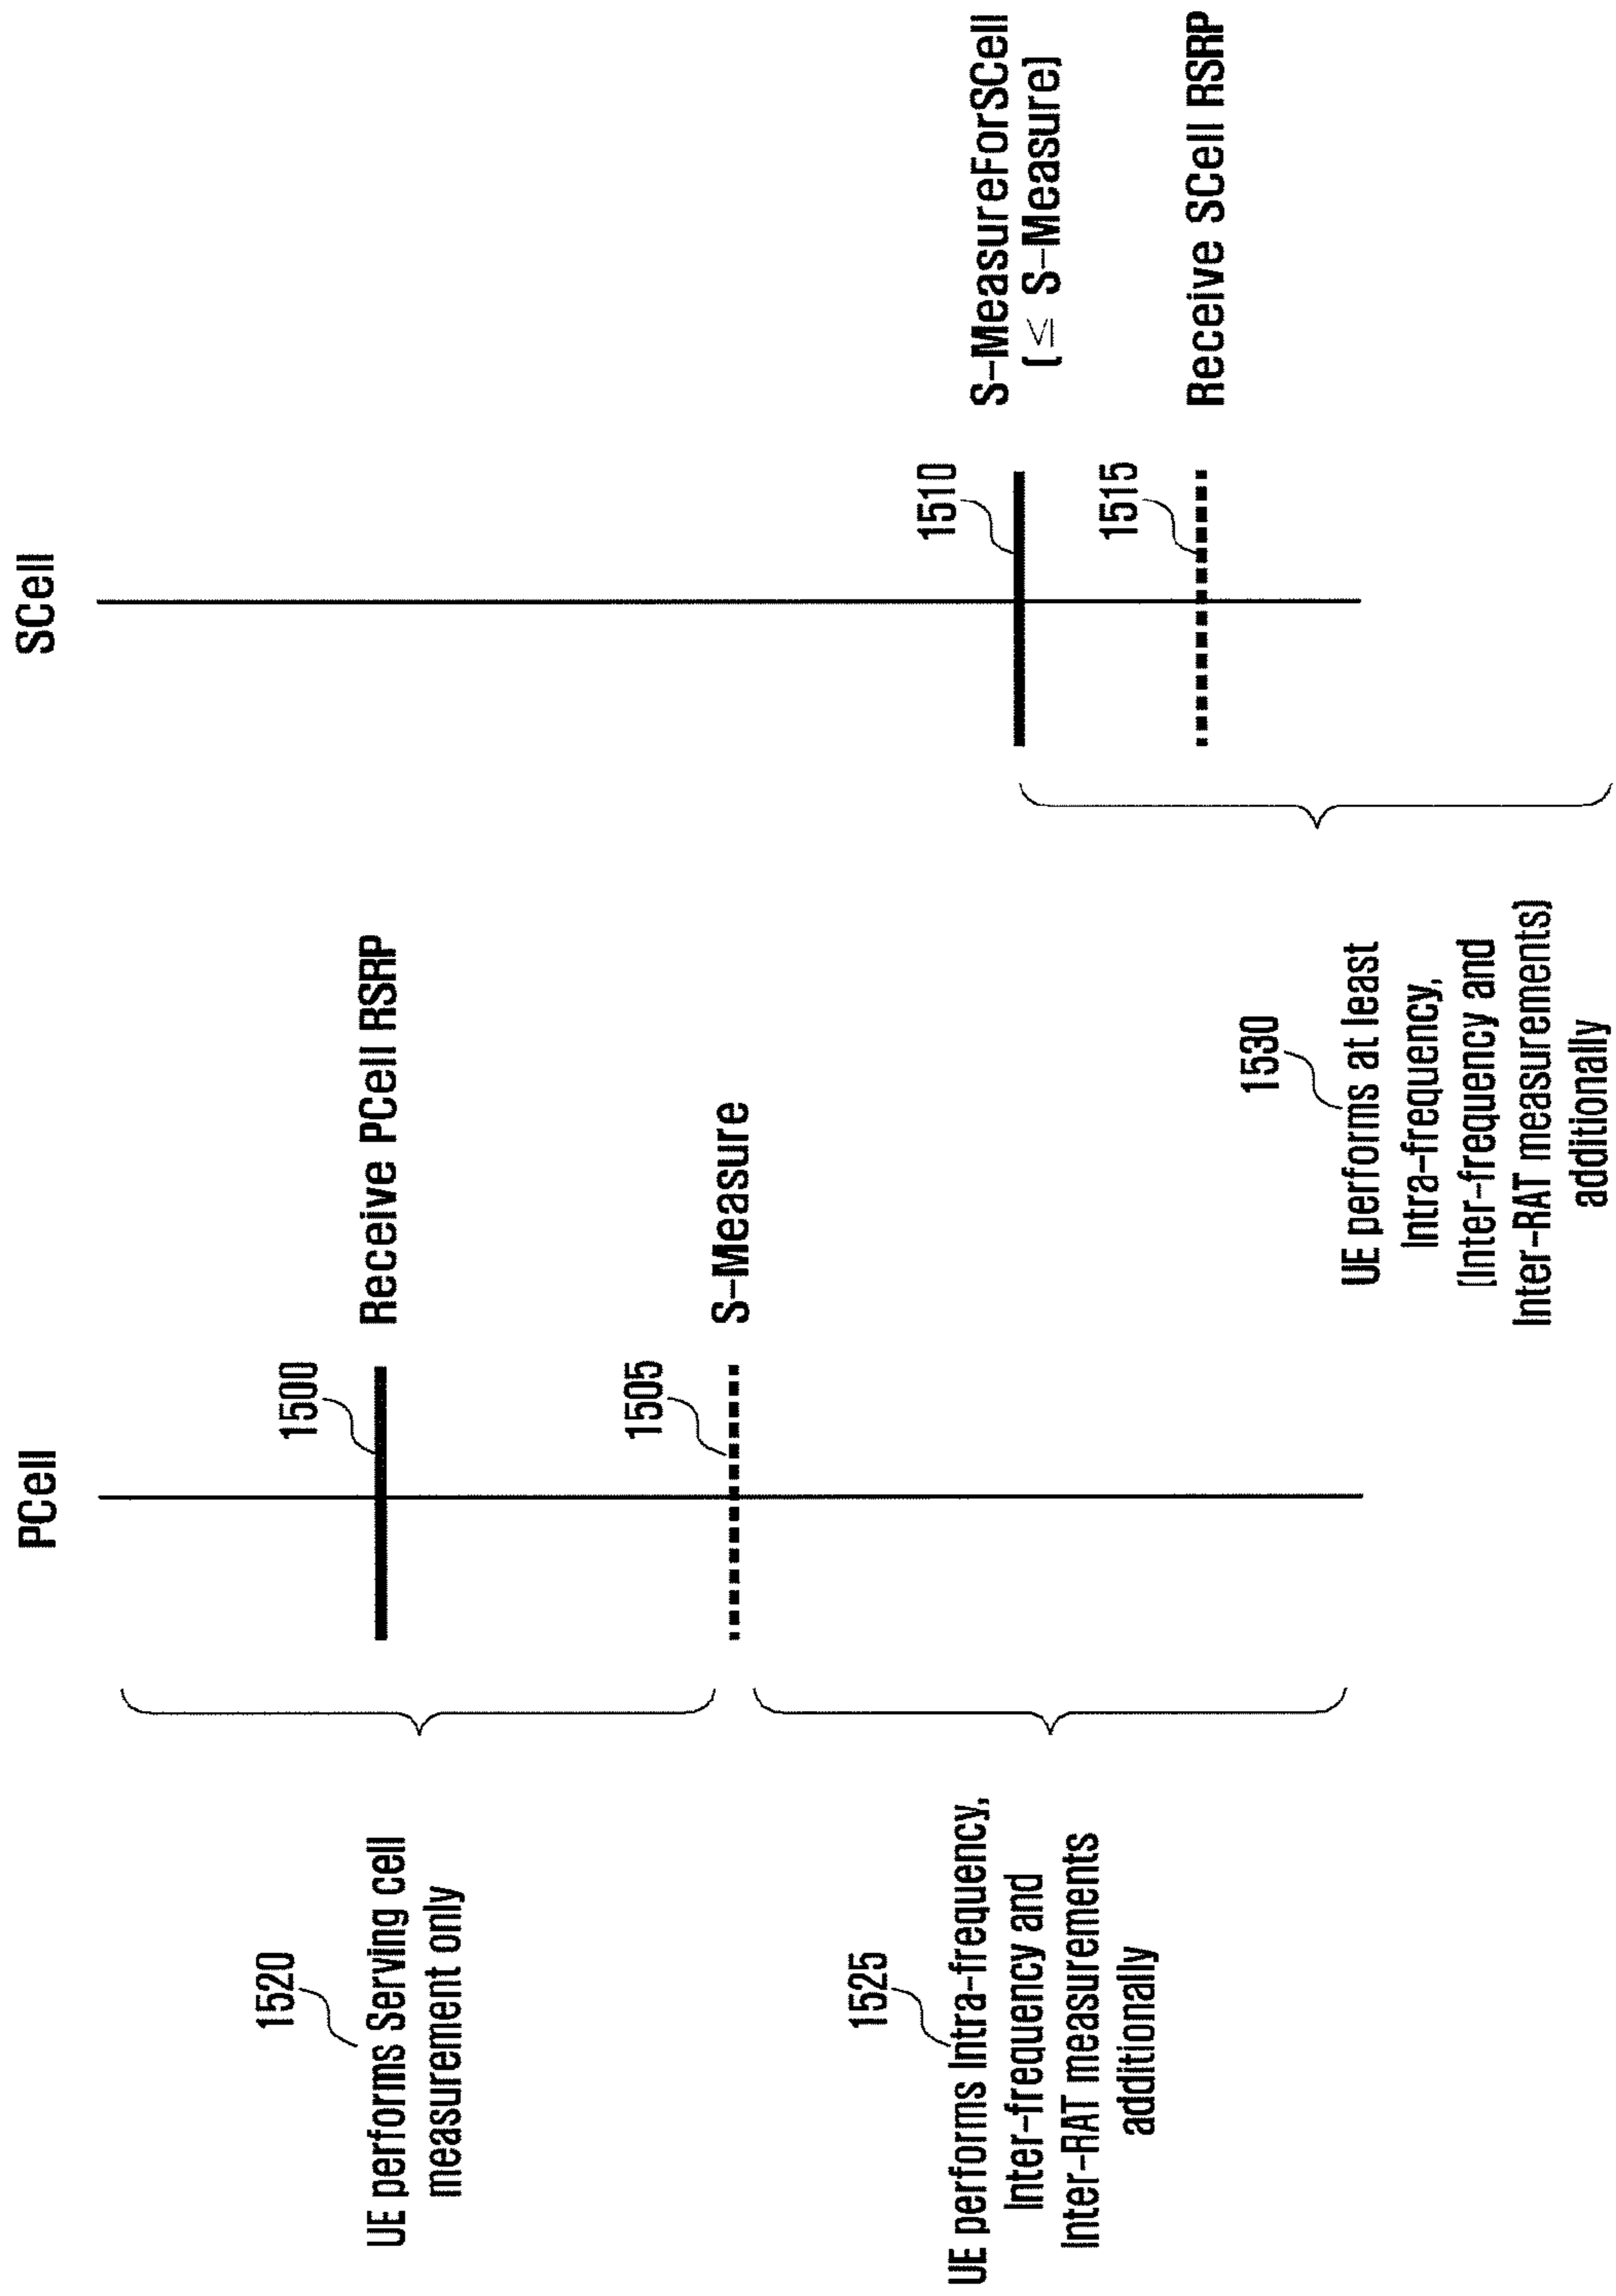 PCell
SCell
1500
Receive PCell RSRP
1520
UE performs Serving cell
measurement only
1505
S-Measure
1510
S-MeasureForSCell
(≤ S-Measure)
1525
UE performs Intra-frequency,
Inter-frequency and
Inter-RAT measurements
additionally
1515
Receive SCell RSRP
1530
UE performs at least
Intra-frequency,
(Inter-frequency and
Inter-RAT measurements)
additionally